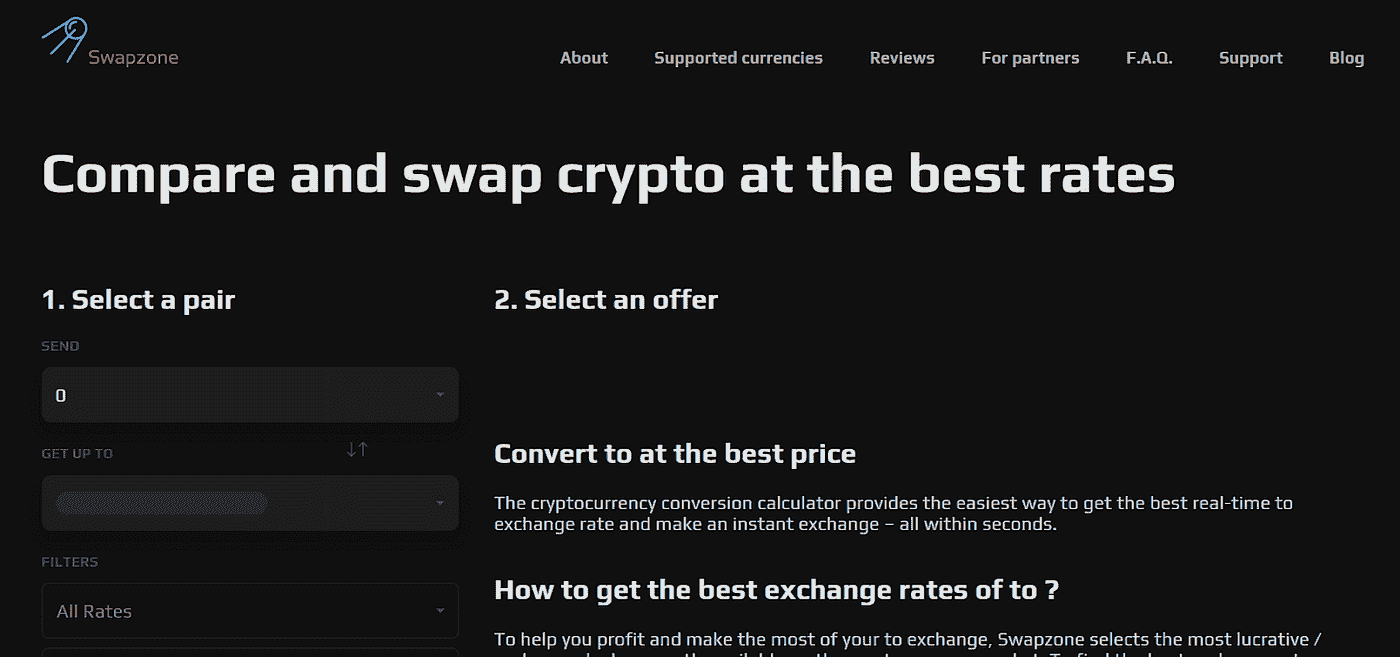 Swapzone
About Supported currencies Reviews For partners F.A.Q. Support Blog
Compare and swap crypto at the best rates
1. Select a pair
SEND
0
GET UP TO
FILTERS
All Rates
2. Select an offer
Convert to at the best price
The cryptocurrency conversion calculator provides the easiest way to get the best real-time to
exchange rate and make an instant exchange – all within seconds.
How to get the best exchange rates of to ?
To help you profit and make the most of your to exchange, Swapzone selects the most lucrative /